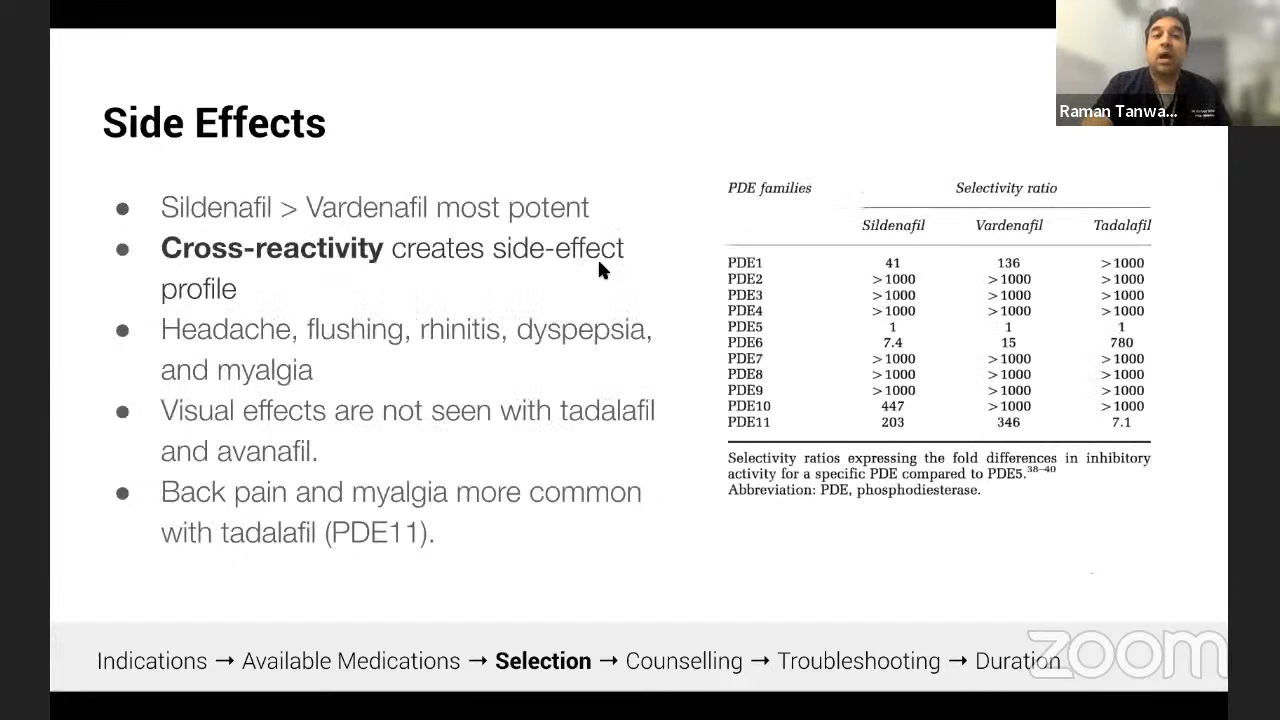 Side Effects
● Sildenafil > Vardenafil most potent
● Cross-reactivity creates side-effect
profile
● Headache, flushing, rhinitis, dyspepsia,
and myalgia
● Visual effects are not seen with tadalafil
and avanafil.
● Back pain and myalgia more common
with tadalafil (PDE11).
Raman Tanwa...
PDE families Selectivity ratio
Sildenafil Vardenafil Tadalafil
PDE1 41 136 >1000
PDE2 >1000 >1000 >1000
PDE3 >1000 >1000 >1000
PDE4 >1000 >1000 >1000
PDE5 1 1 1
PDE6 7.4 15 780
PDE7 >1000 >1000 >1000
PDE8 >1000 >1000 >1000
PDE9 >1000 >1000 >1000
PDE10 447 >1000 >1000
PDE11 203 346 7.1
Selectivity ratios expressing the fold differences in inhibitory
activity for a specific PDE compared to PDE5.38–40
Abbreviation: PDE, phosphodiesterase.
Indications → Available Medications → Selection → Counselling → Troubleshooting → Duration
zoom